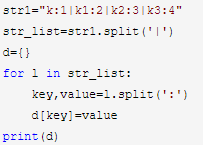 str1="k:1|k1:2|k2:3|k3:4"
str_list=str1.split('|')
d={}
for l in str_list:
    key,value=l.split(':')
    d[key]=value
print(d)